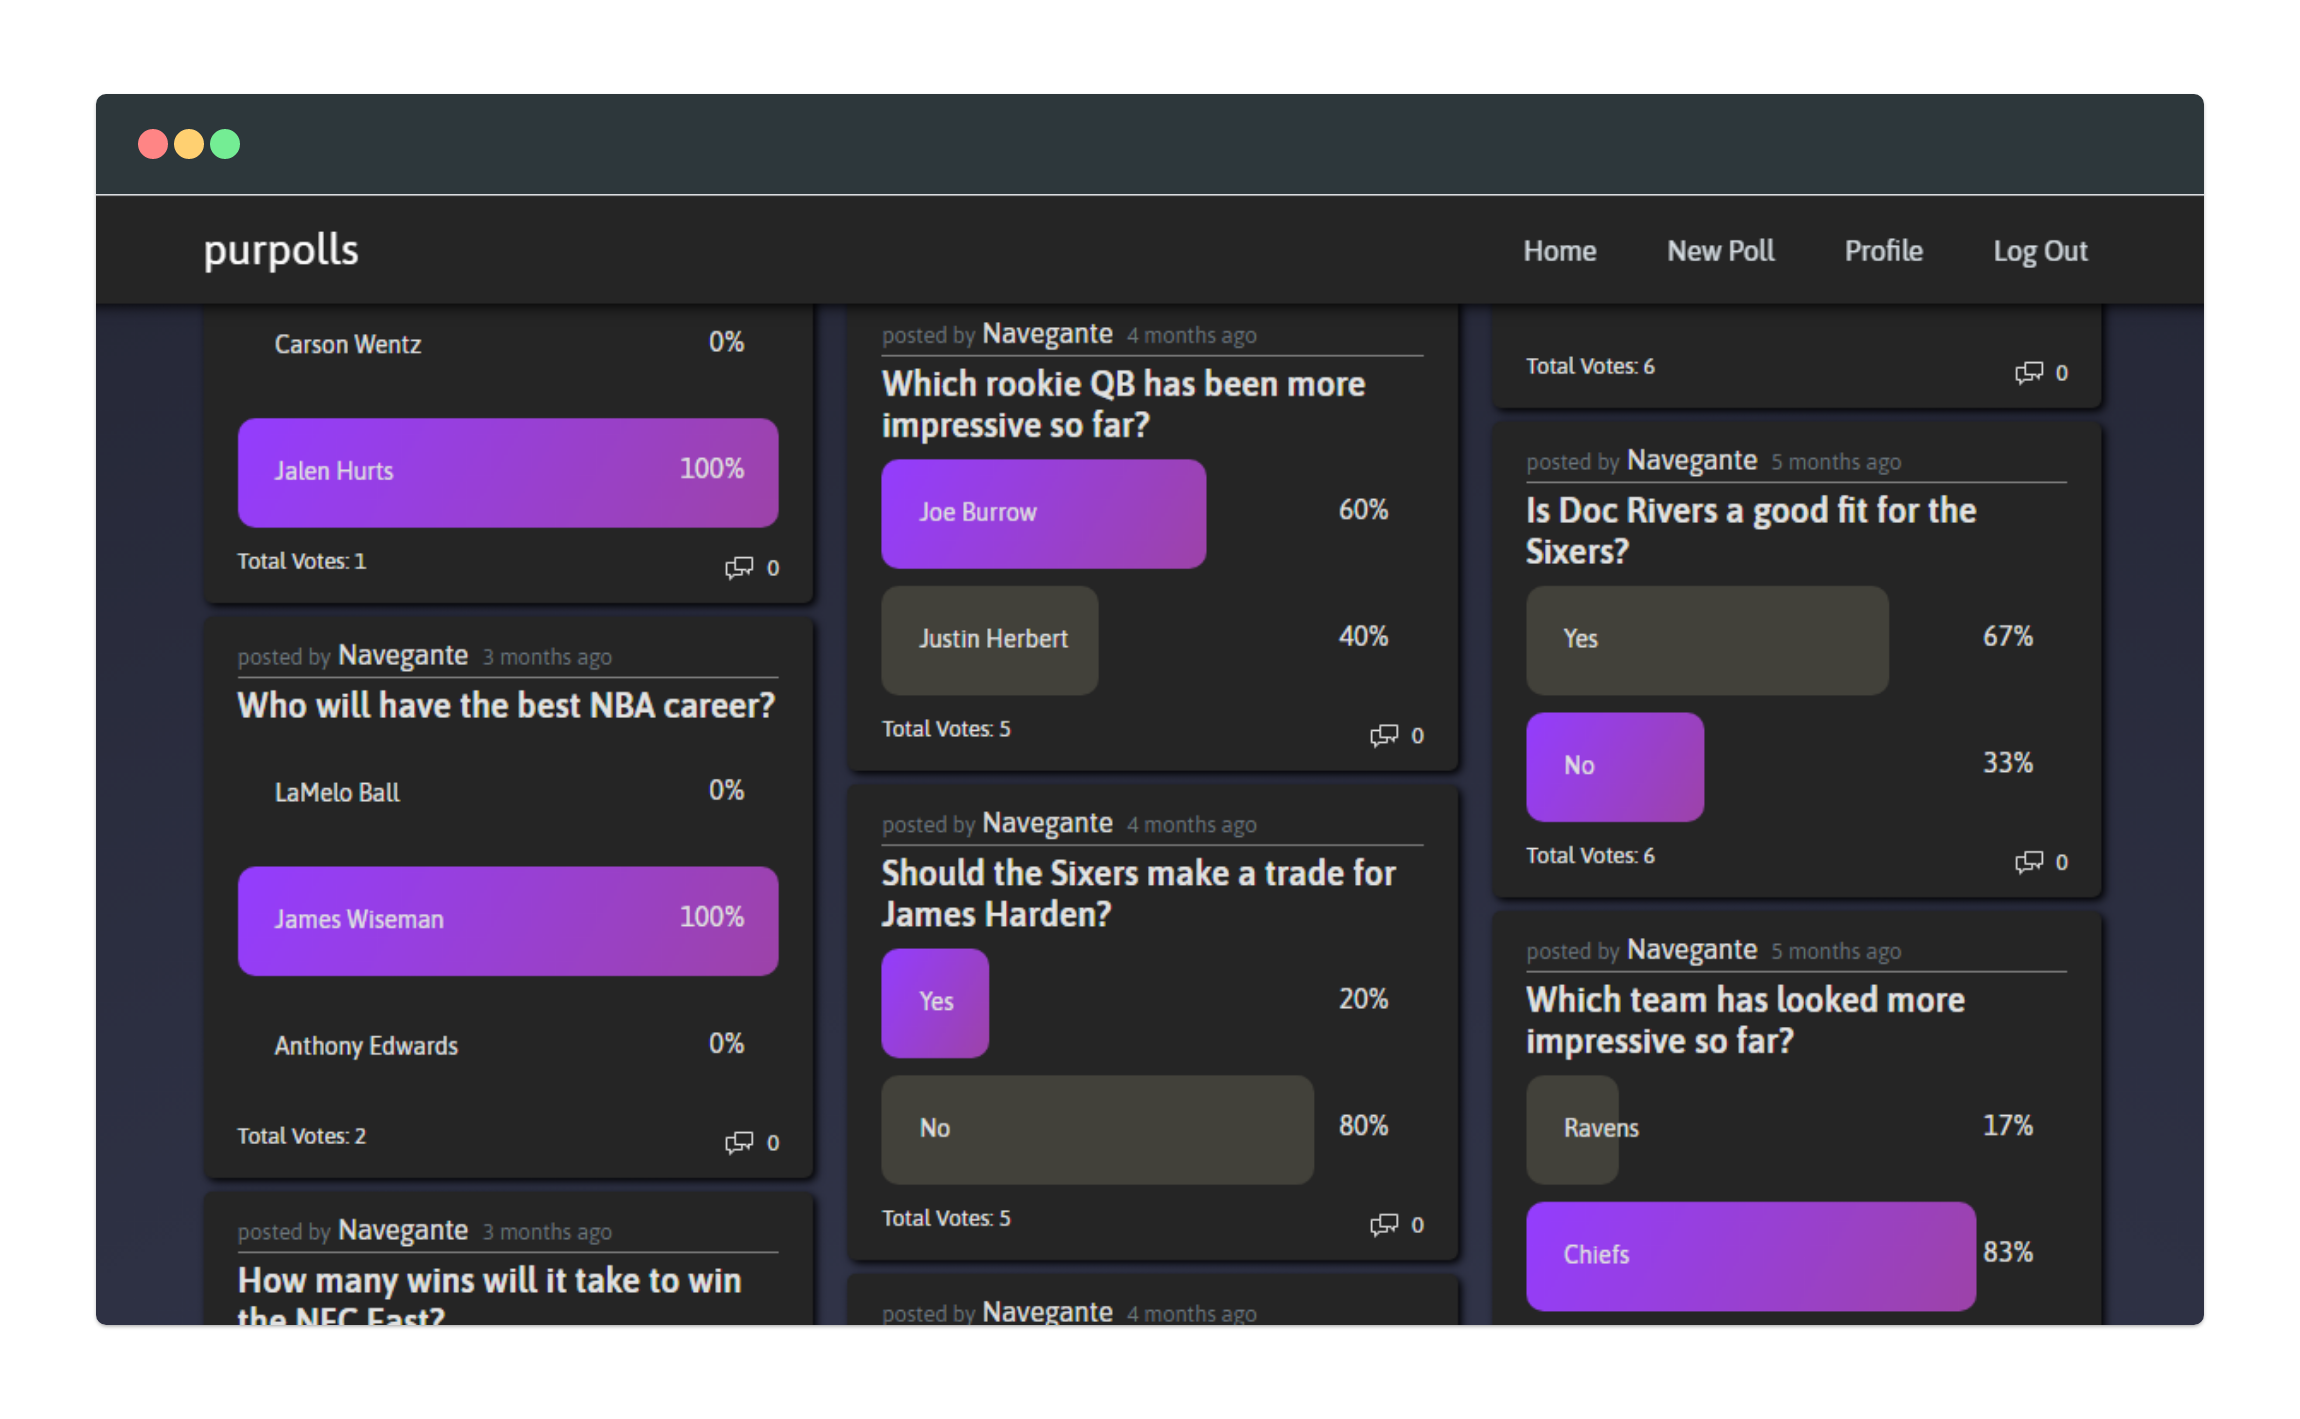 purpolls
Home New Poll Profile Log Out
Carson Wentz 0%
Jalen Hurts 100%
Total Votes: 1 0
posted by Navegante 3 months ago
Who will have the best NBA career?
LaMelo Ball 0%
James Wiseman 100%
Anthony Edwards 0%
Total Votes: 2 0
posted by Navegante 3 months ago
How many wins will it take to win
the NFC East?
posted by Navegante 4 months ago
Which rookie QB has been more
impressive so far?
Joe Burrow 60%
Justin Herbert 40%
Total Votes: 5 0
posted by Navegante 4 months ago
Should the Sixers make a trade for
James Harden?
Yes 20%
No 80%
Total Votes: 5 0
posted by Navegante 4 months ago
Total Votes: 6 0
posted by Navegante 5 months ago
Is Doc Rivers a good fit for the
Sixers?
Yes 67%
No 33%
Total Votes: 6 0
posted by Navegante 5 months ago
Which team has looked more
impressive so far?
Ravens 17%
Chiefs 83%